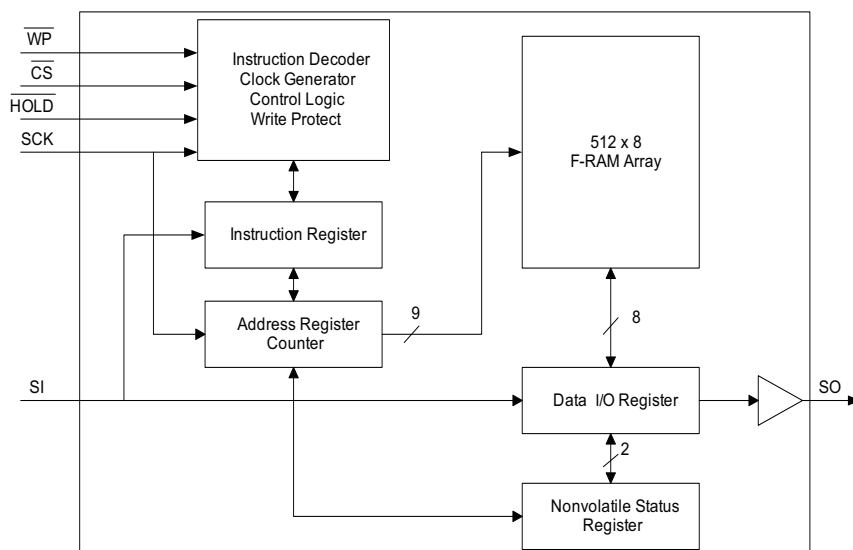 WP
CS
HOLD
SCK
Instruction Decoder
Clock Generator
Control Logic
Write Protect
512 x 8
F-RAM Array
Instruction Register
Address Register
Counter
9
8
SI
Data I/O Register
SO
2
Nonvolatile Status
Register